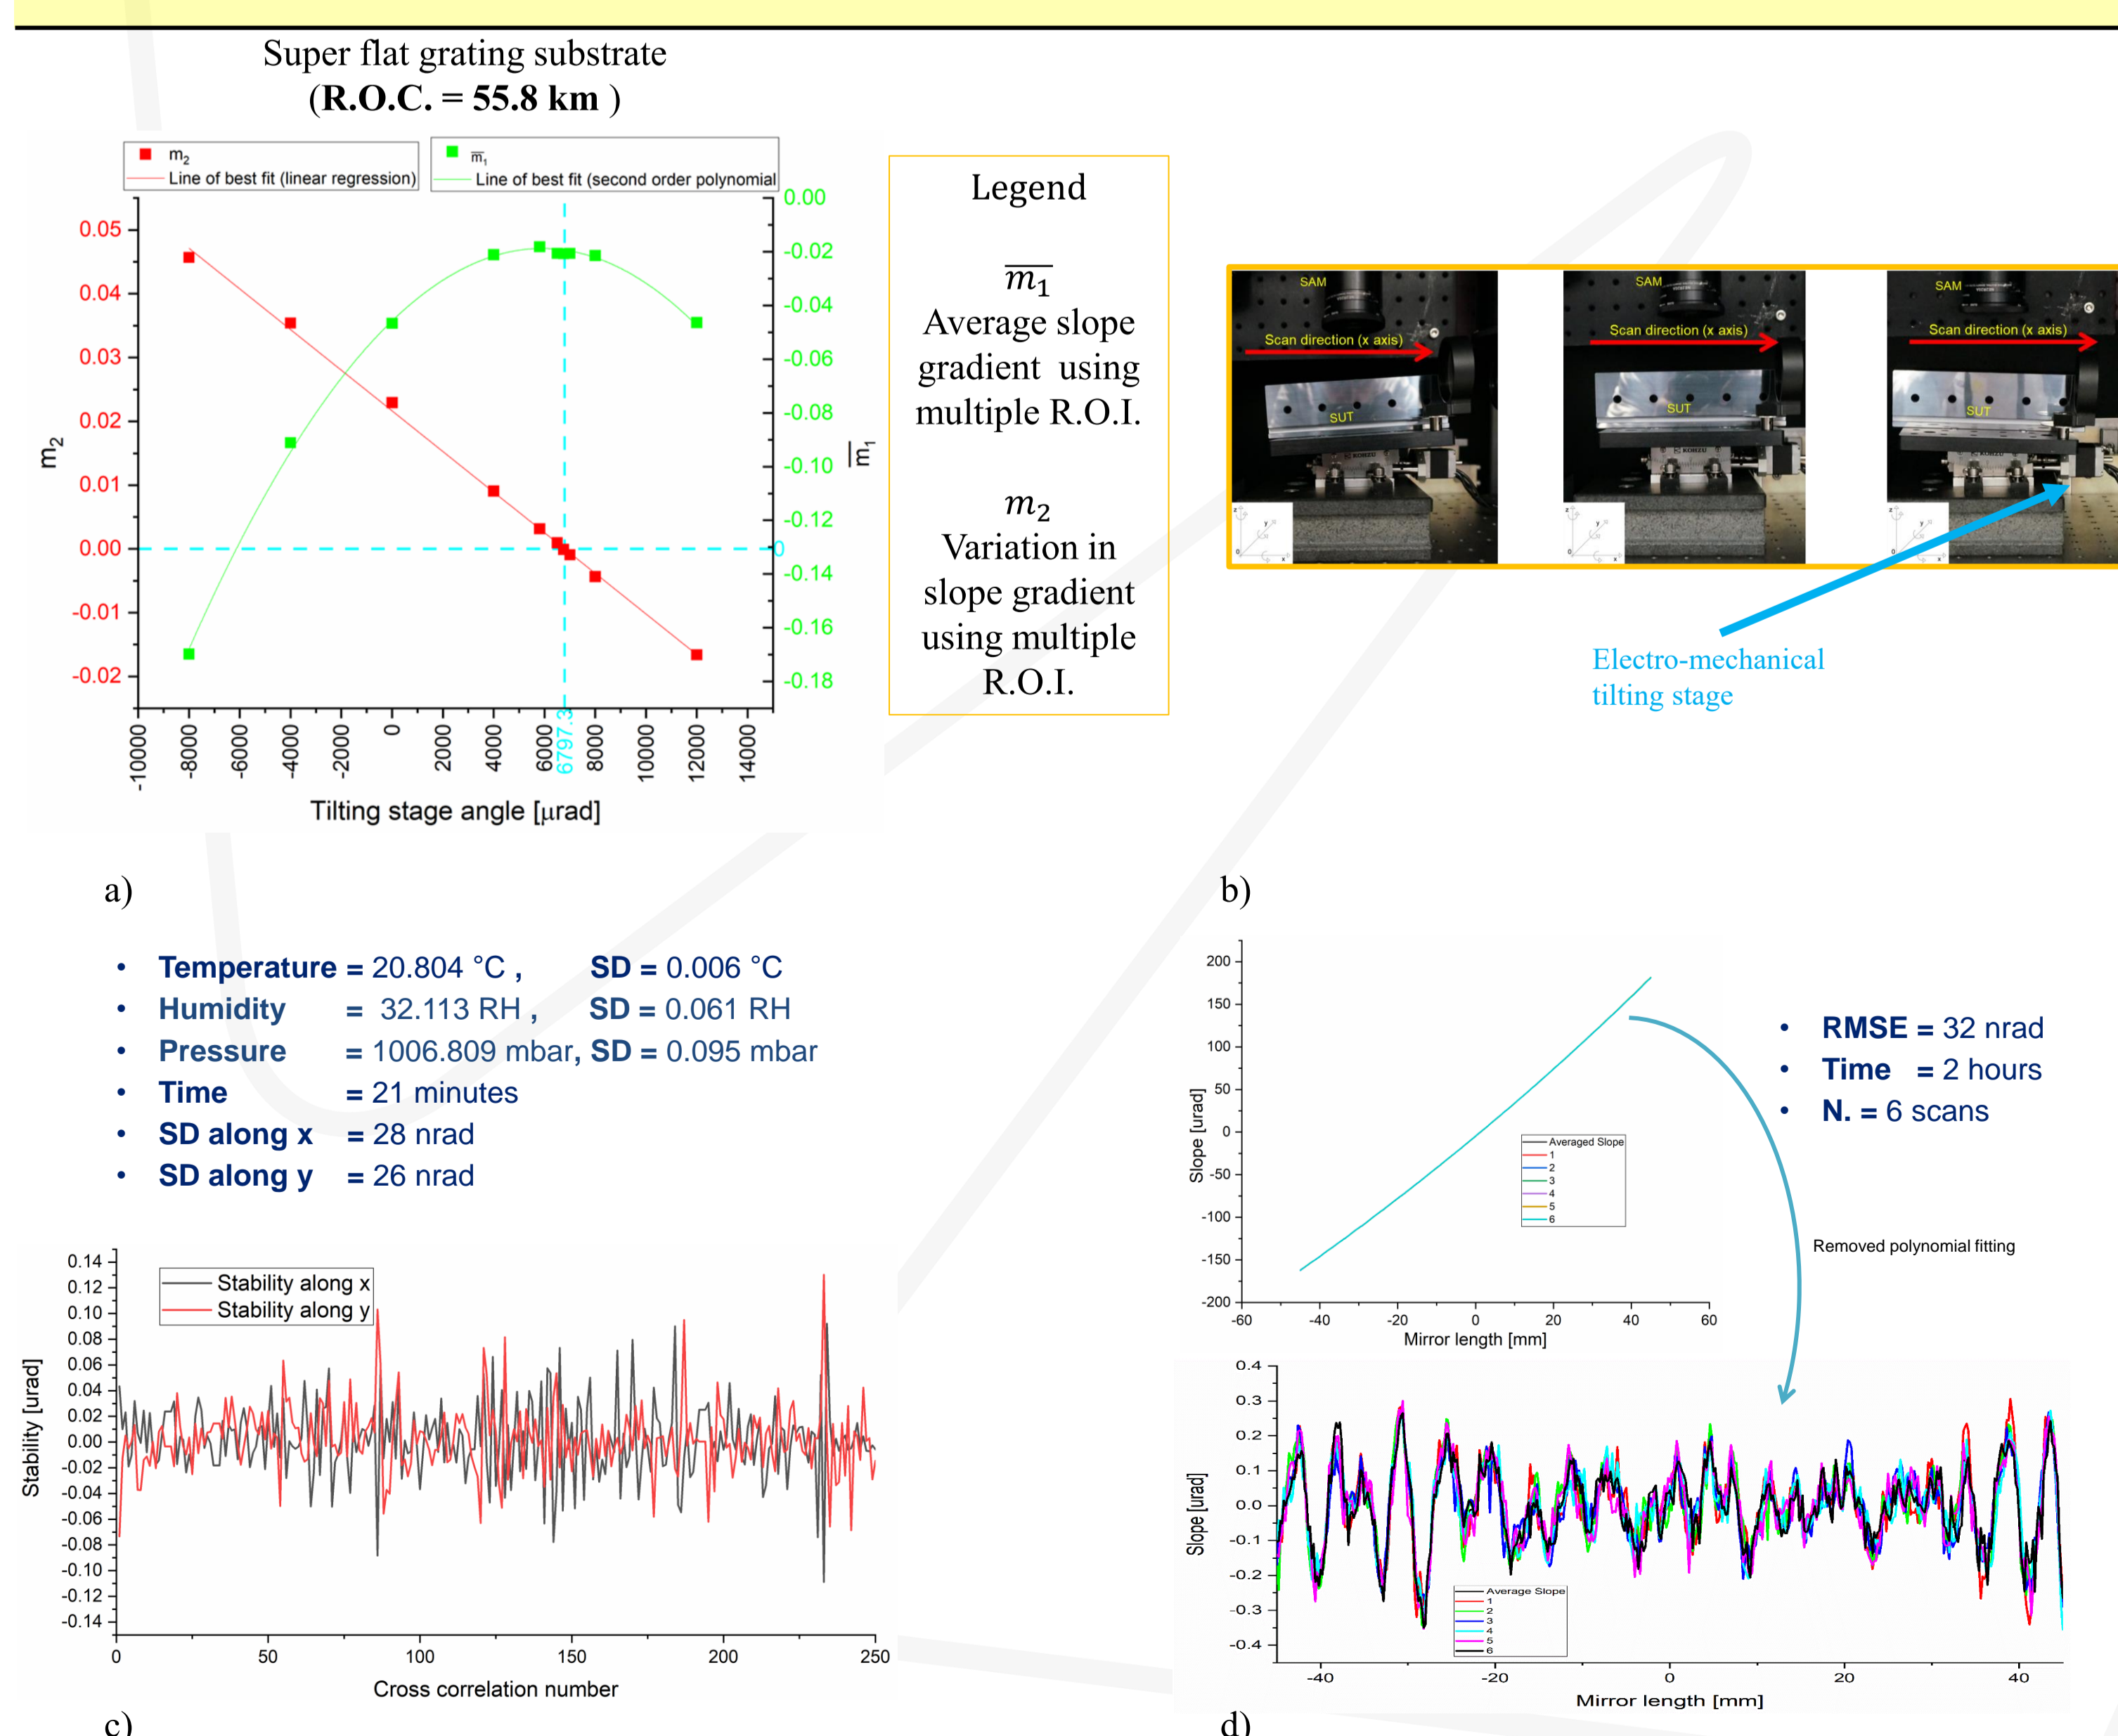 Super flat grating substrate
(R.O.C. = 55.8 km )
m2
Line of best fit (linear regression)
m̅1
Line of best fit (second order polynomial
0.05
0.04
0.03
0.02
0.01
0.00
-0.01
-0.02
m2
0.00
-0.02
-0.04
-0.06
-0.08
-0.10
-0.12
0
-0.14
-0.16
-0.18
m̅1
-10000
-8000
-6000
-4000
-2000
0
2000
4000
6000
6797.3
8000
10000
12000
14000
Tilting stage angle [μrad]
Legend
m̅1
Average slope
gradient using
multiple R.O.I.
m2
Variation in
slope gradient
using multiple
R.O.I.
a)
SAM
Scan direction (x axis)
SUT
KOHZU
z
y
0
x
SAM
Scan direction (x axis)
SUT
KOHZU
z
y
0
x
SAM
Scan direction (x axis)
SUT
KOHZU
z
y
0
x
Electro-mechanical
tilting stage
b)
• Temperature = 20.804 °C , SD = 0.006 °C
• Humidity = 32.113 RH , SD = 0.061 RH
• Pressure = 1006.809 mbar, SD = 0.095 mbar
• Time = 21 minutes
• SD along x = 28 nrad
• SD along y = 26 nrad
Stability along x
Stability along y
0.14
0.12
0.10
0.08
0.06
0.04
0.02
0.00
-0.02
-0.04
-0.06
-0.08
-0.10
-0.12
-0.14
Stability [urad]
0 50 100 150 200 250
Cross correlation number
c)
200
150
100
50
0
-50
-100
-150
-200
Slope [urad]
Averaged Slope
1
2
3
4
5
6
-60 -40 -20 0 20 40 60
Mirror length [mm]
• RMSE = 32 nrad
• Time = 2 hours
• N. = 6 scans
Removed polynomial fitting
0.4
0.3
0.2
0.1
0.0
-0.1
-0.2
-0.3
-0.4
Slope [urad]
Average Slope
1
2
3
4
5
6
-40 -20 0 20 40
Mirror length [mm]
d)